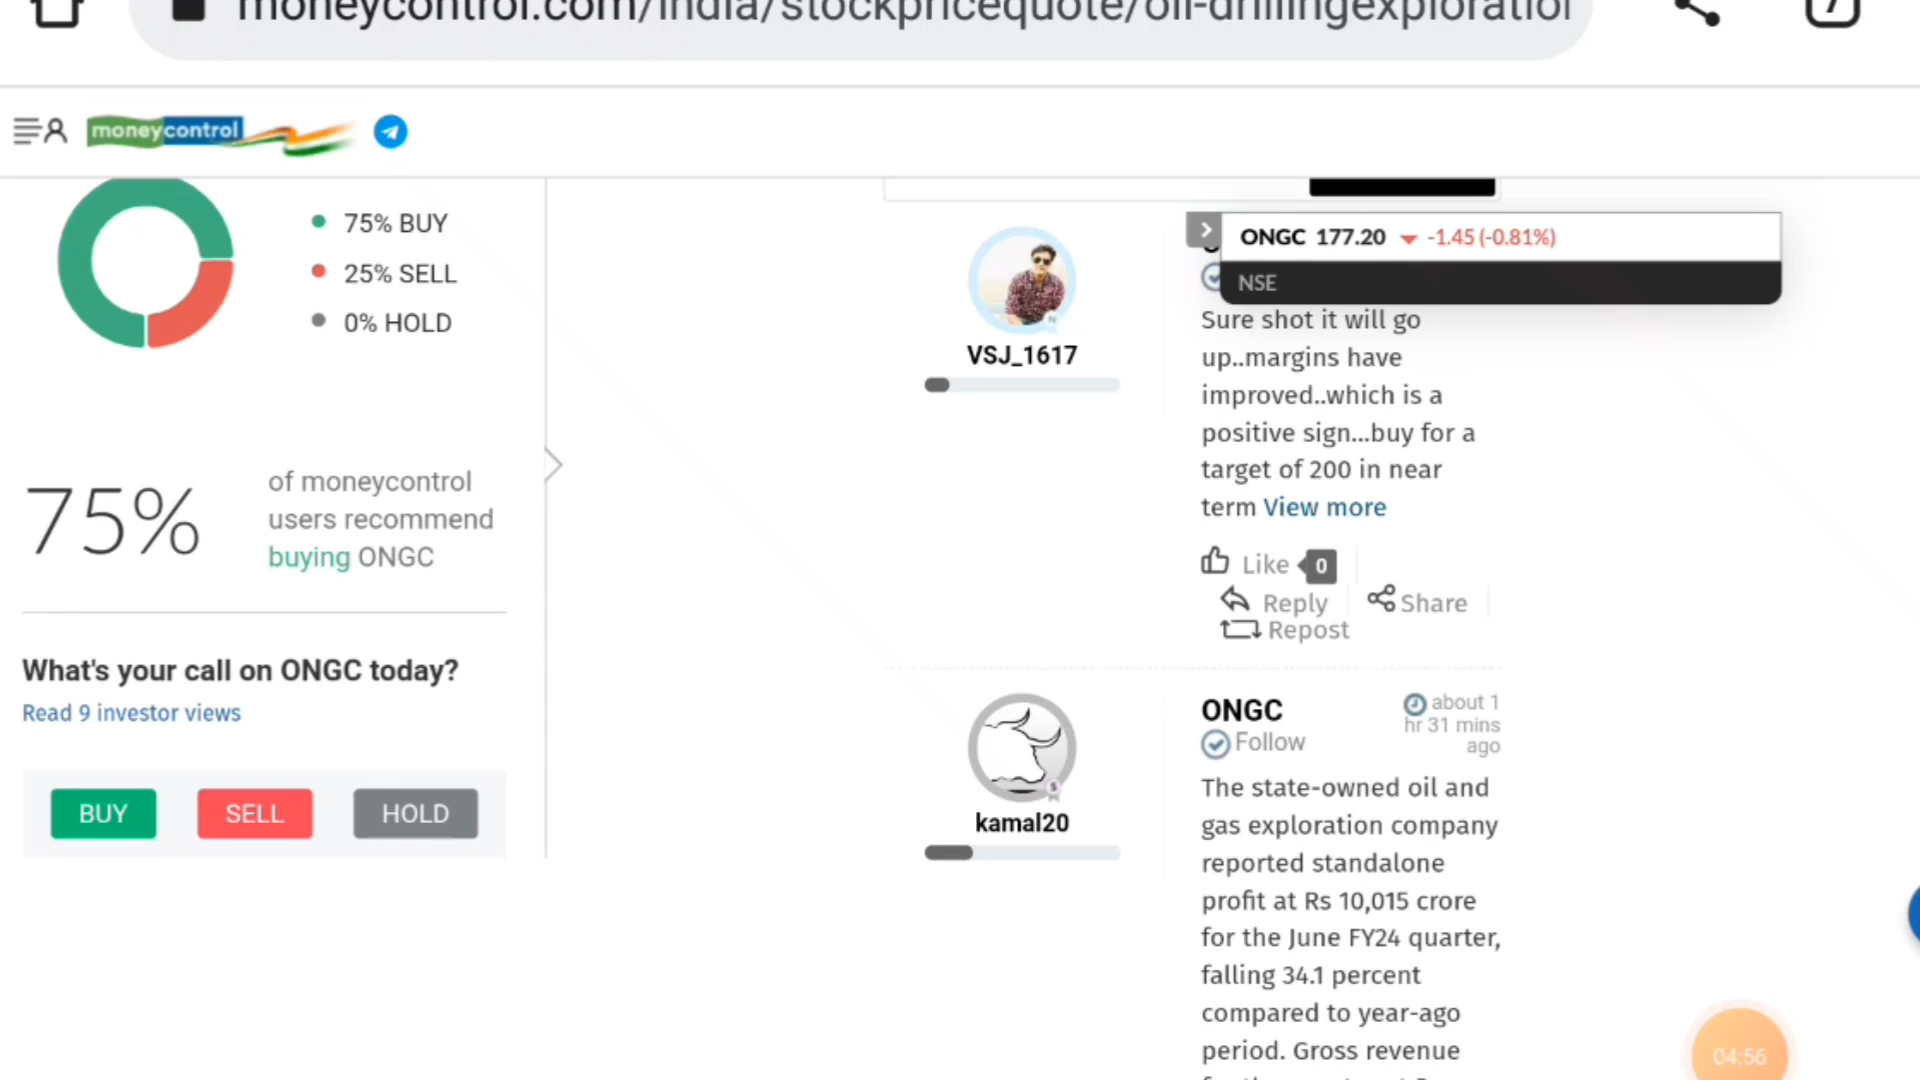 moneycontrol.com/india/stockpricequote/oil-drillingexploration
7
moneycontrol
75% BUY
25% SELL
0% HOLD
75%
of moneycontrol
users recommend
buying ONGC
What's your call on ONGC today?
Read 9 investor views
BUY
SELL
HOLD
ONGC 177.20 -1.45 (-0.81%)
NSE
VSJ_1617
Sure shot it will go
up..margins have
improved..which is a
positive sign...buy for a
target of 200 in near
term View more
Like 0
Reply
Share
Repost
kamal20
ONGC
Follow
about 1
hr 31 mins
ago
The state-owned oil and
gas exploration company
reported standalone
profit at Rs 10,015 crore
for the June FY24 quarter,
falling 34.1 percent
compared to year-ago
period. Gross revenue
04:56